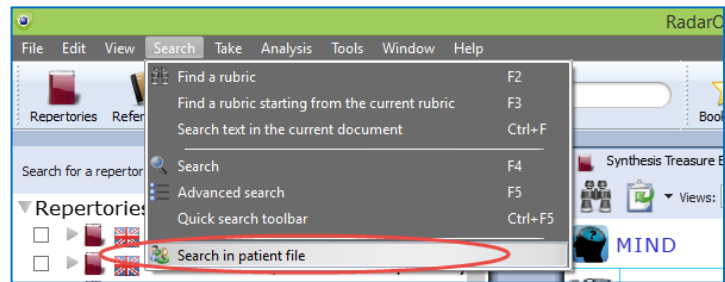 RadarO
File Edit View Search Take Analysis Tools Window Help
Find a rubric F2
Find a rubric starting from the current rubric F3
Search text in the current document Ctrl+F
Search F4
Advanced search F5
Quick search toolbar Ctrl+F5
Search in patient file
Repertories Refer
Boo
Search for a repertor
Repertories
Synthesis Treasure E
Views:
MIND